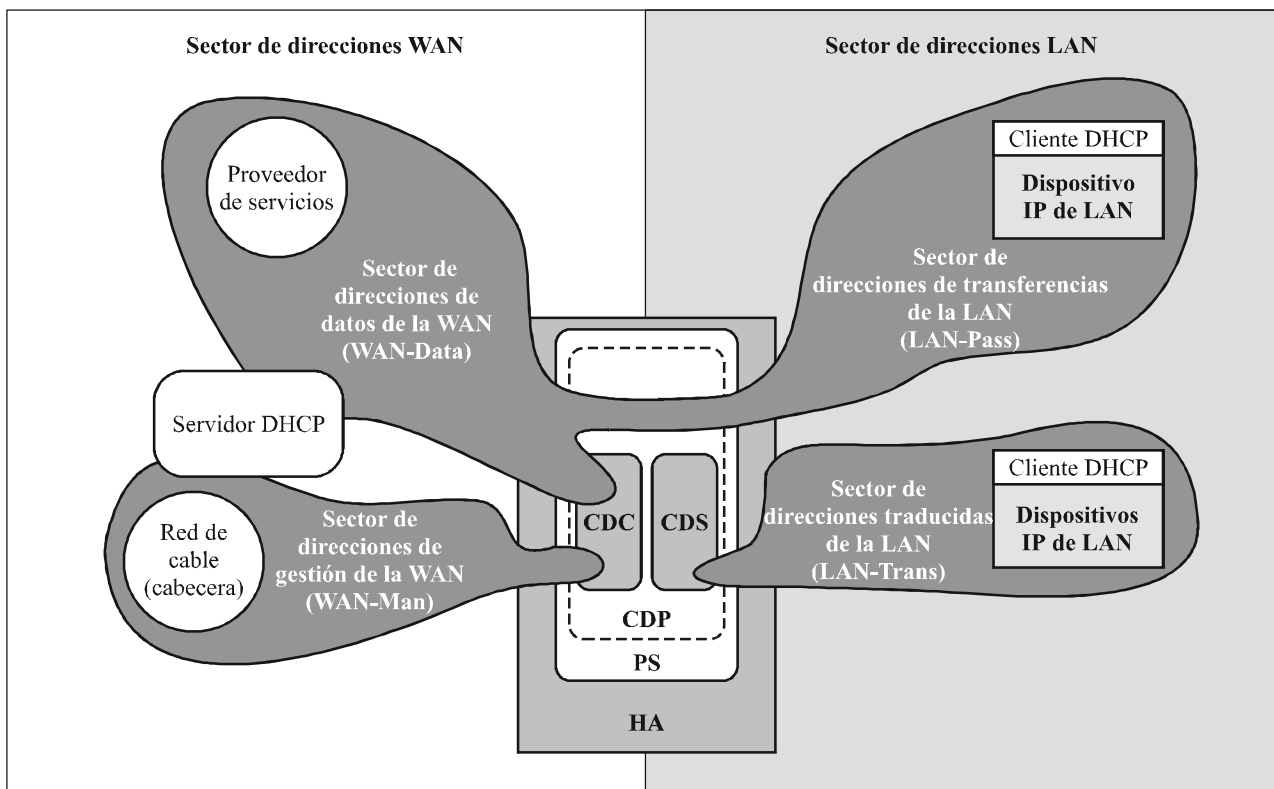 Sector de direcciones WAN
Sector de direcciones LAN
Proveedor
de servicios
Sector de
direcciones de
datos de la WAN
(WAN-Data)
Cliente DHCP
Dispositivo
IP de LAN
Sector de
direcciones de transferencias
de la LAN
(LAN-Pass)
Servidor DHCP
Red de
cable
(cabecera)
Sector de
direcciones de
gestión de la WAN
(WAN-Man)
CDC
CDS
CDP
PS
HA
Sector de
direcciones traducidas
de la LAN
(LAN-Trans)
Cliente DHCP
Dispositivos
IP de LAN